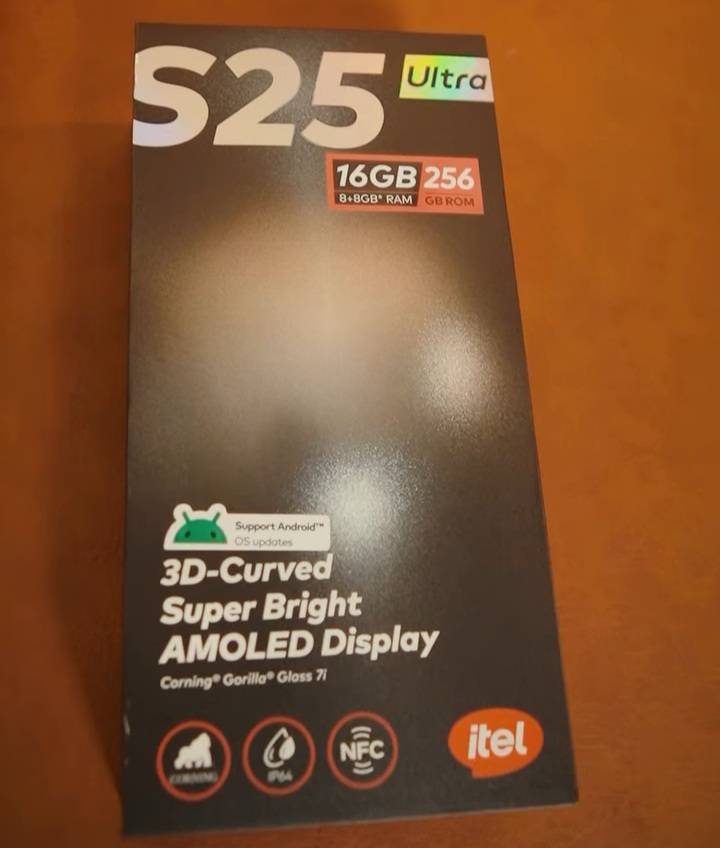 S25 Ultra
16GB 256
8+8GB* RAM GB ROM
Support Android™
OS updates
3D-Curved
Super Bright
AMOLED Display
Corning® Gorilla® Glass 7i
CORNING
IP64
NFC
itel